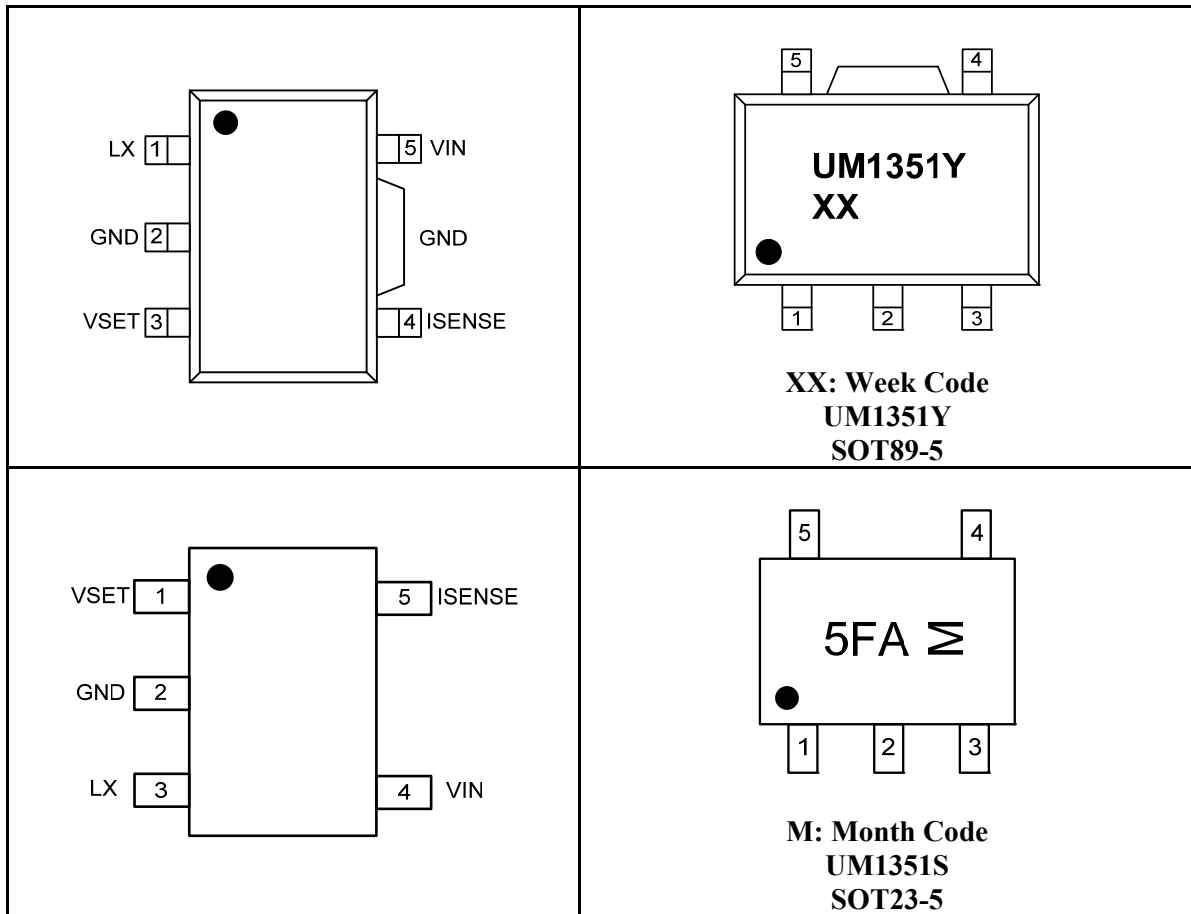 LX 1
5 VIN
GND 2
GND
VSET 3
4 ISENSE
5
4
UM1351Y
XX
1 2 3
XX: Week Code
UM1351Y
SOT89-5
VSET 1
5 ISENSE
GND 2
LX 3
4 VIN
5
4
5FA M
1 2 3
M: Month Code
UM1351S
SOT23-5